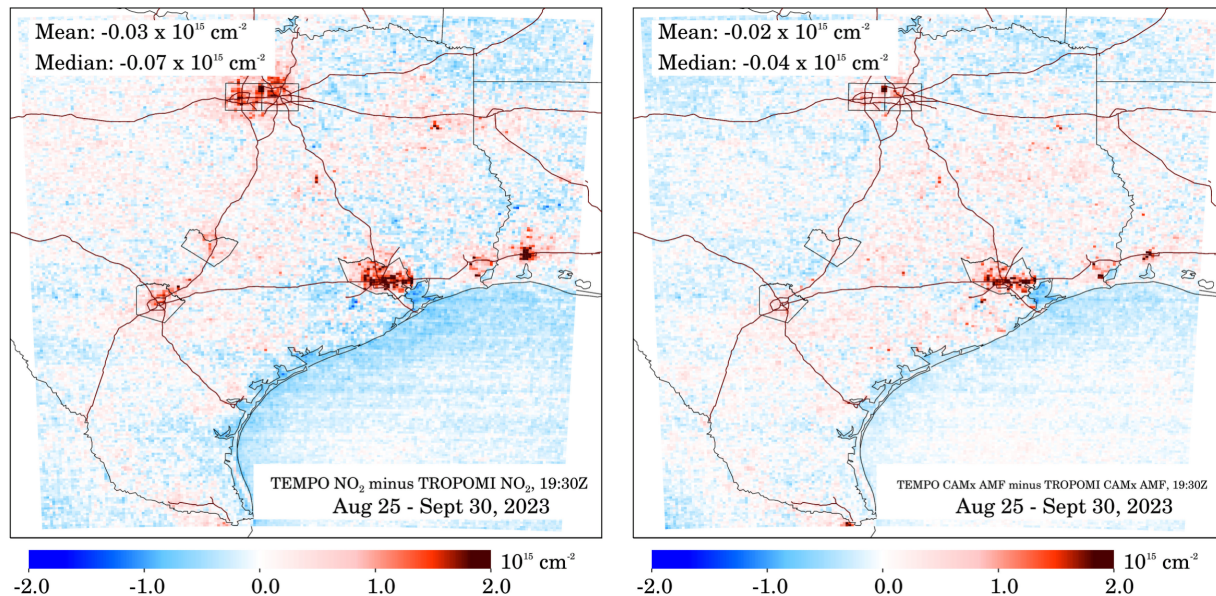 Mean: -0.03 x 10¹⁵ cm⁻²
Median: -0.07 x 10¹⁵ cm⁻²
TEMPO NO₂ minus TROPOMI NO₂, 19:30Z
Aug 25 - Sept 30, 2023
-2.0 -1.0 0.0 1.0 2.0 10¹⁵ cm⁻²
Mean: -0.02 x 10¹⁵ cm⁻²
Median: -0.04 x 10¹⁵ cm⁻²
TEMPO CAMx AMF minus TROPOMI CAMx AMF, 19:30Z
Aug 25 - Sept 30, 2023
-2.0 -1.0 0.0 1.0 2.0 10¹⁵ cm⁻²